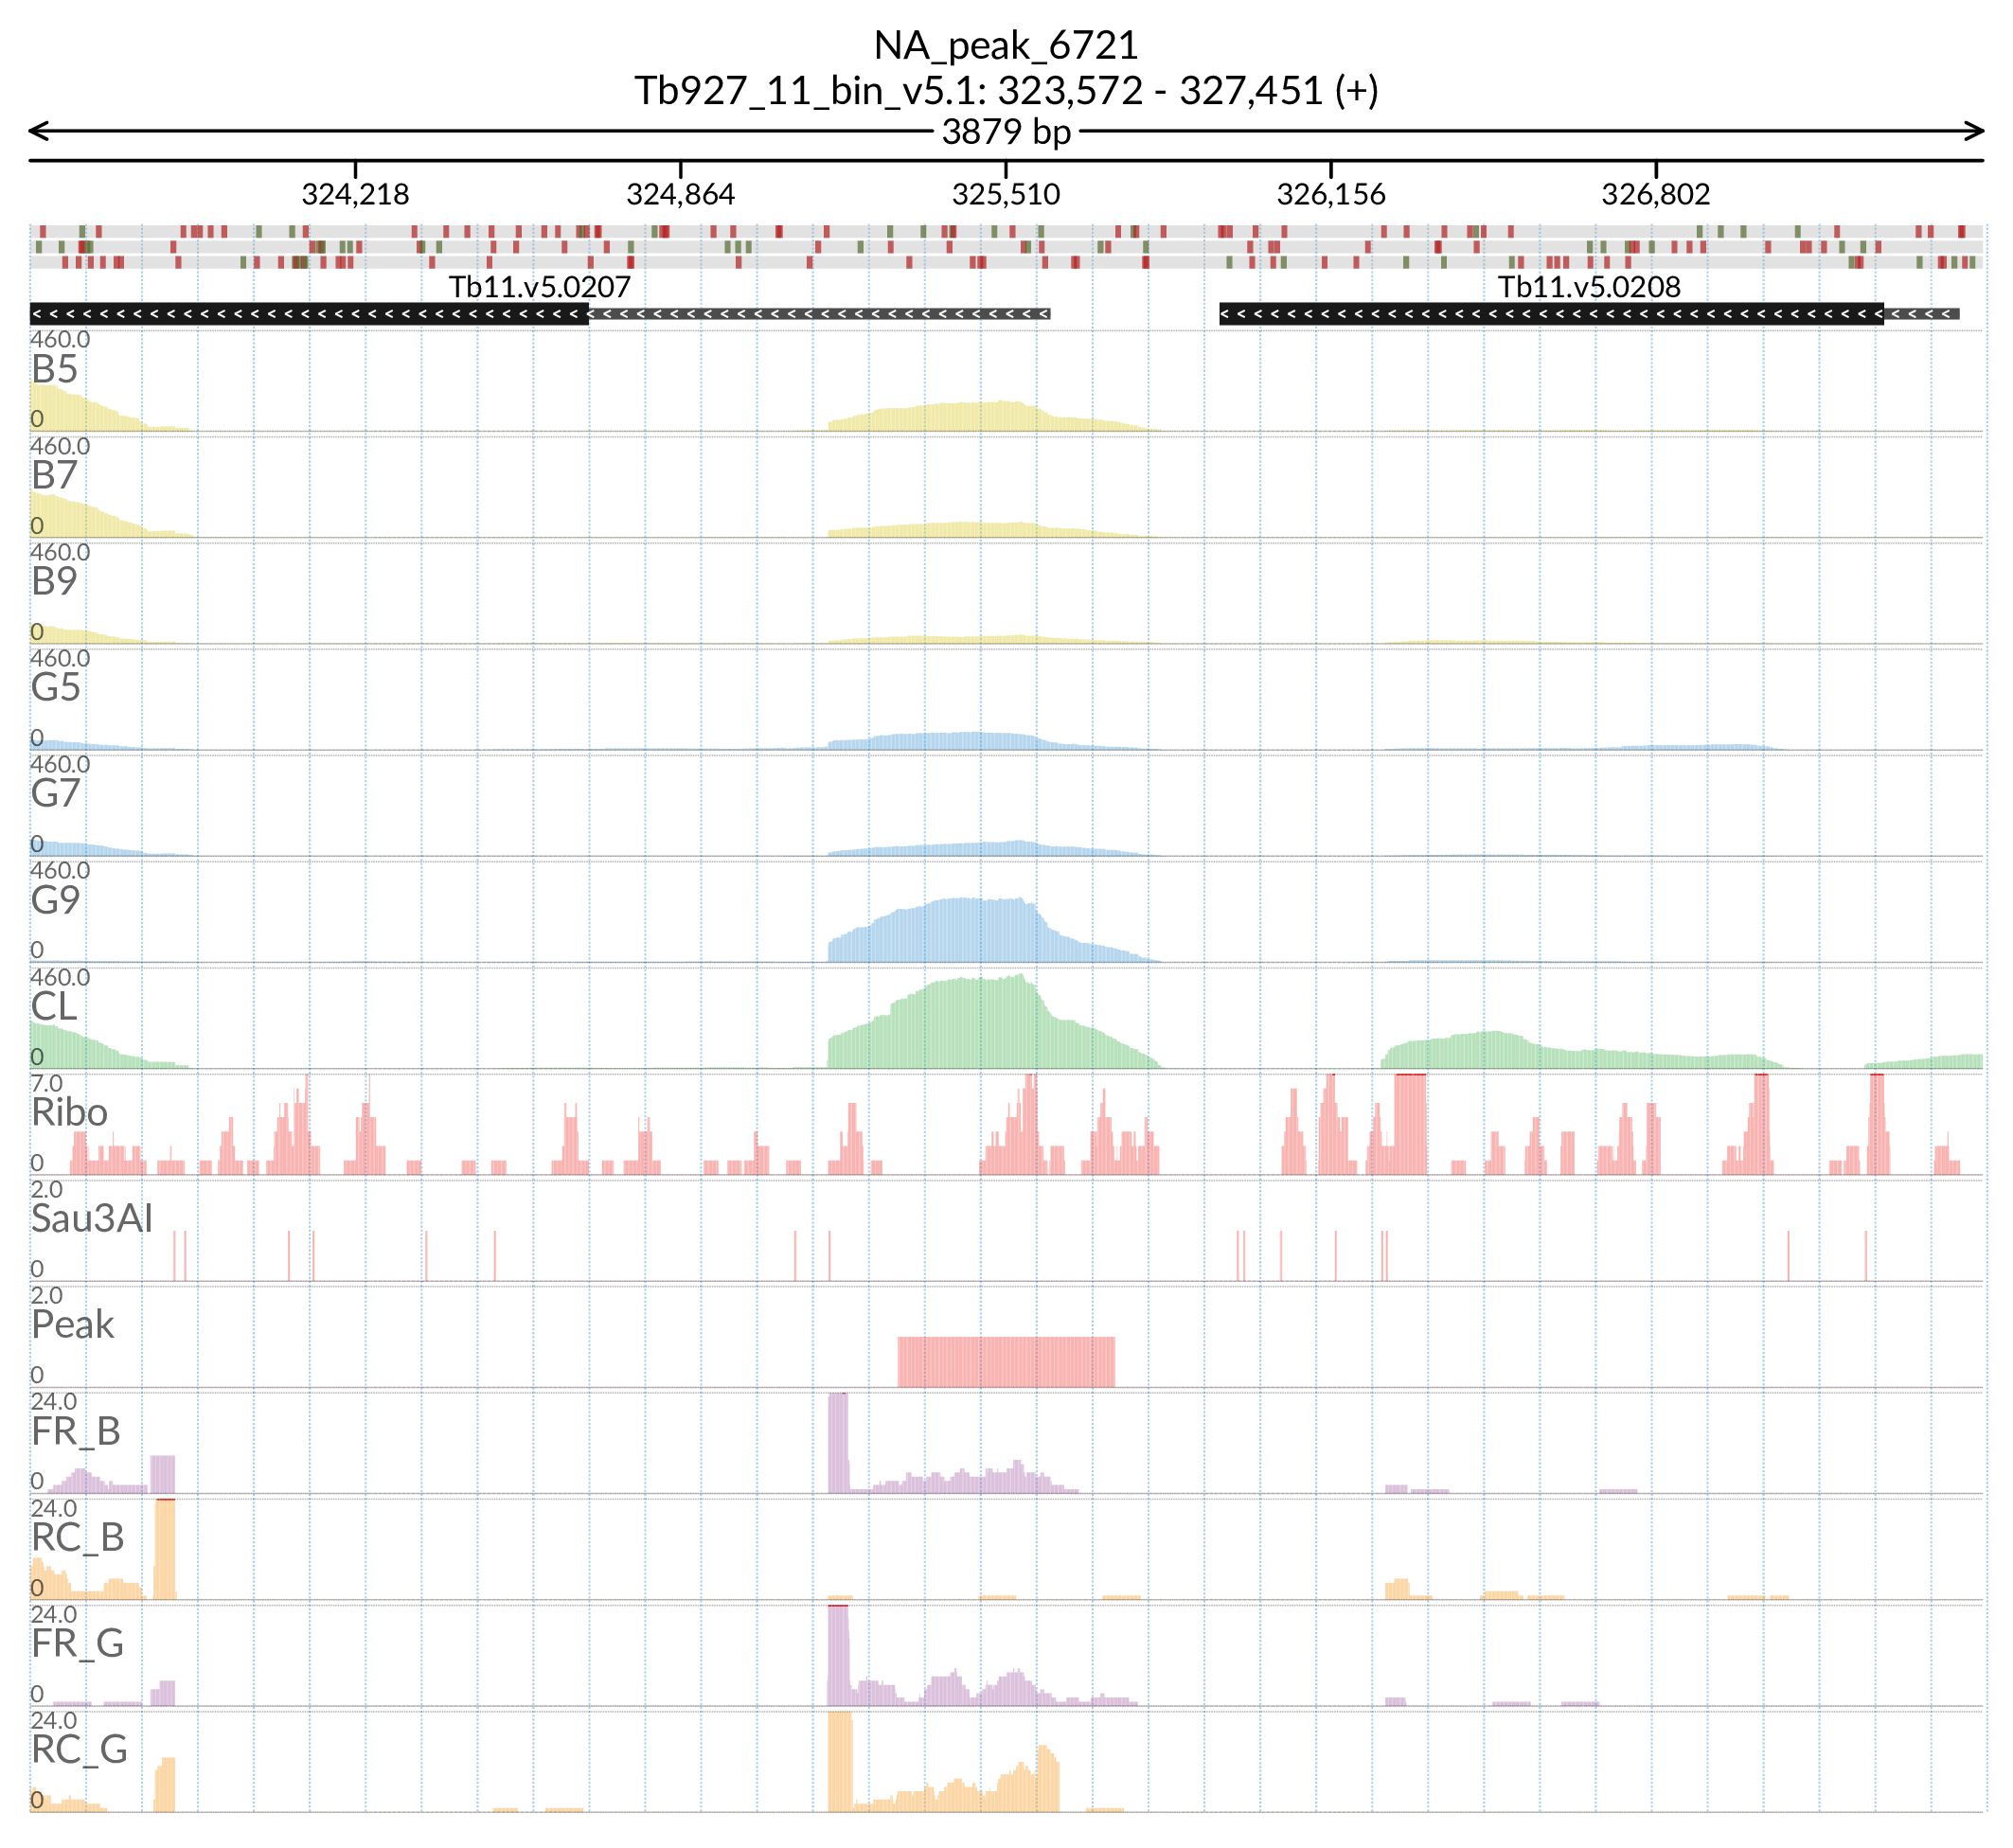 NA_peak_6721
Tb927_11_bin_v5.1: 323,572 - 327,451 (+)
3879 bp
324,218 324,864 325,510 326,156 326,802
Tb11.v5.0207 Tb11.v5.0208
460.0
B5
0
460.0
B7
0
460.0
B9
0
460.0
G5
0
460.0
G7
0
460.0
G9
0
460.0
CL
0
7.0
Ribo
0
2.0
Sau3AI
0
2.0
Peak
0
24.0
FR_B
0
24.0
RC_B
0
24.0
FR_G
0
24.0
RC_G
0